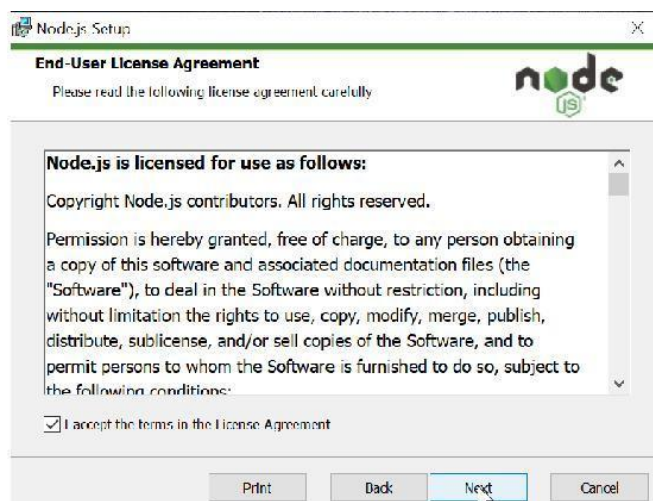 Node.js Setup
End-User License Agreement
Please read the following license agreement carefully
node
JS
Node.js is licensed for use as follows:
Copyright Node.js contributors. All rights reserved.
Permission is hereby granted, free of charge, to any person obtaining
a copy of this software and associated documentation files (the
"Software"), to deal in the Software without restriction, including
without limitation the rights to use, copy, modify, merge, publish,
distribute, sublicense, and/or sell copies of the Software, and to
permit persons to whom the Software is furnished to do so, subject to
the following conditions:
I accept the terms in the License Agreement
Print
Back
Next
Cancel